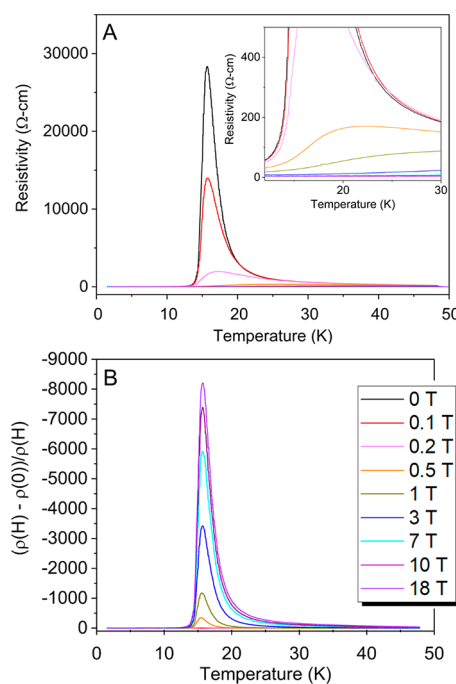 A
30000
20000
10000
0
Resistivity (Ω-cm)
0 10 20 30 40 50
Temperature (K)
400
200
0
Resistivity (Ω-cm)
20 30
Temperature (K)
B
-9000
-8000
-7000
-6000
-5000
-4000
-3000
-2000
-1000
0
(ρ(H) - ρ(0))/ρ(H)
0 10 20 30 40 50
Temperature (K)
0 T
0.1 T
0.2 T
0.5 T
1 T
3 T
7 T
10 T
18 T